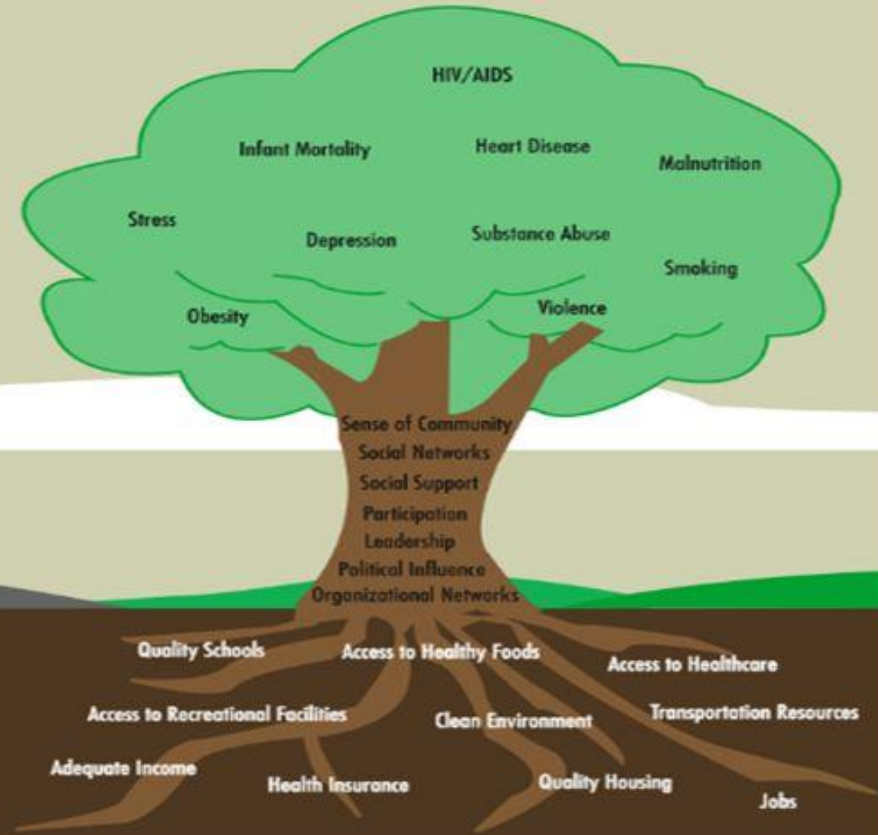 HIV/AIDS
Infant Mortality
Heart Disease
Malnutrition
Stress
Depression
Substance Abuse
Smoking
Obesity
Violence
Sense of Community
Social Networks
Social Support
Participation
Leadership
Political Influence
Organizational Networks
Quality Schools
Access to Healthy Foods
Access to Healthcare
Access to Recreational Facilities
Clean Environment
Transportation Resources
Adequate Income
Health Insurance
Quality Housing
Jobs